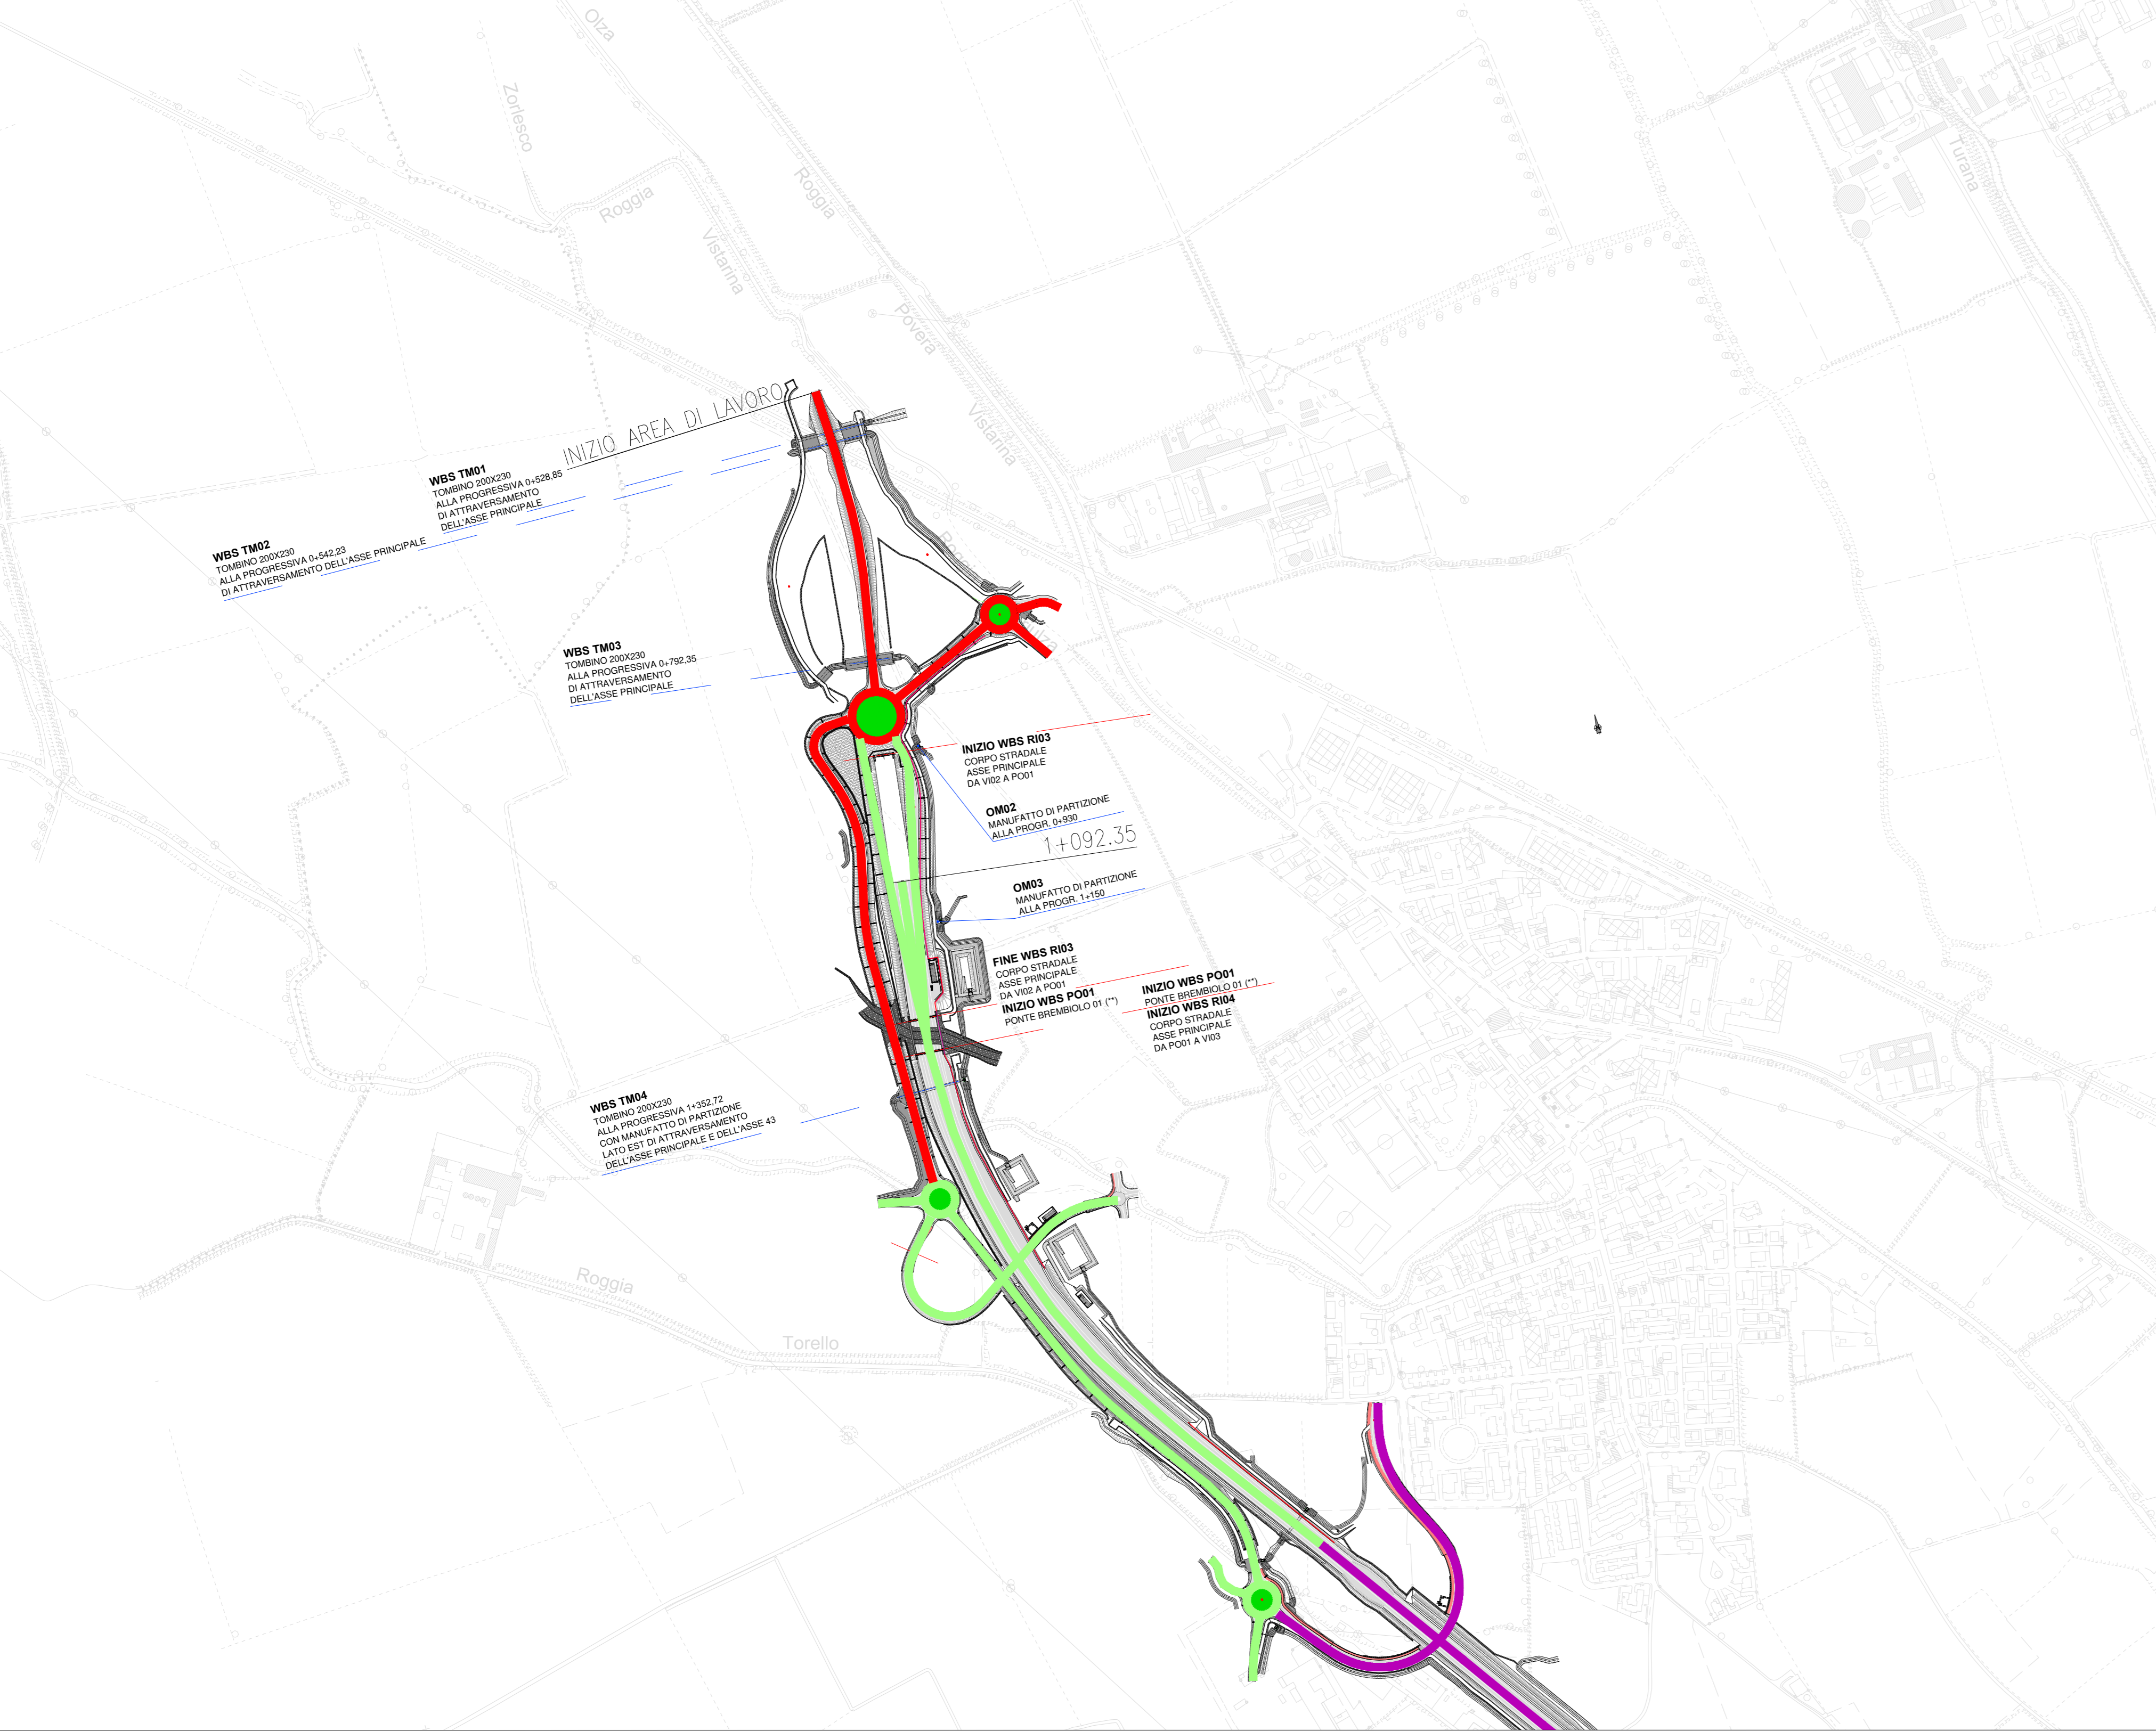 Olza
Zorlesco
Roggia
Roggia
Vistarina
Turana
Povera
Vistarina
INIZIO AREA DI LAVORO
WBS TM01
TOMBINO 200X230
ALLA PROGRESSIVA 0+528,85
DI ATTRAVERSAMENTO
DELL'ASSE PRINCIPALE
WBS TM02
TOMBINO 200X230
ALLA PROGRESSIVA 0+542,23
DI ATTRAVERSAMENTO DELL'ASSE PRINCIPALE
WBS TM03
TOMBINO 200X230
ALLA PROGRESSIVA 0+792,35
DI ATTRAVERSAMENTO
DELL'ASSE PRINCIPALE
INIZIO WBS RI03
CORPO STRADALE
ASSE PRINCIPALE
DA VI02 A PO01
OM02
MANUFATTO DI PARTIZIONE
ALLA PROGR. 0+930
1+092.35
OM03
MANUFATTO DI PARTIZIONE
ALLA PROGR. 1+150
FINE WBS RI03
CORPO STRADALE
ASSE PRINCIPALE
DA VI02 A PO01
INIZIO WBS PO01
PONTE BREMBIOLO 01 (**)
INIZIO WBS PO01
PONTE BREMBIOLO 01 (**)
INIZIO WBS RI04
CORPO STRADALE
ASSE PRINCIPALE
DA PO01 A VI03
WBS TM04
TOMBINO 200X230
ALLA PROGRESSIVA 1+352,72
CON MANUFATTO DI PARTIZIONE
LATO EST DI ATTRAVERSAMENTO
DELL'ASSE PRINCIPALE E DELL'ASSE 43
Roggia
Torello